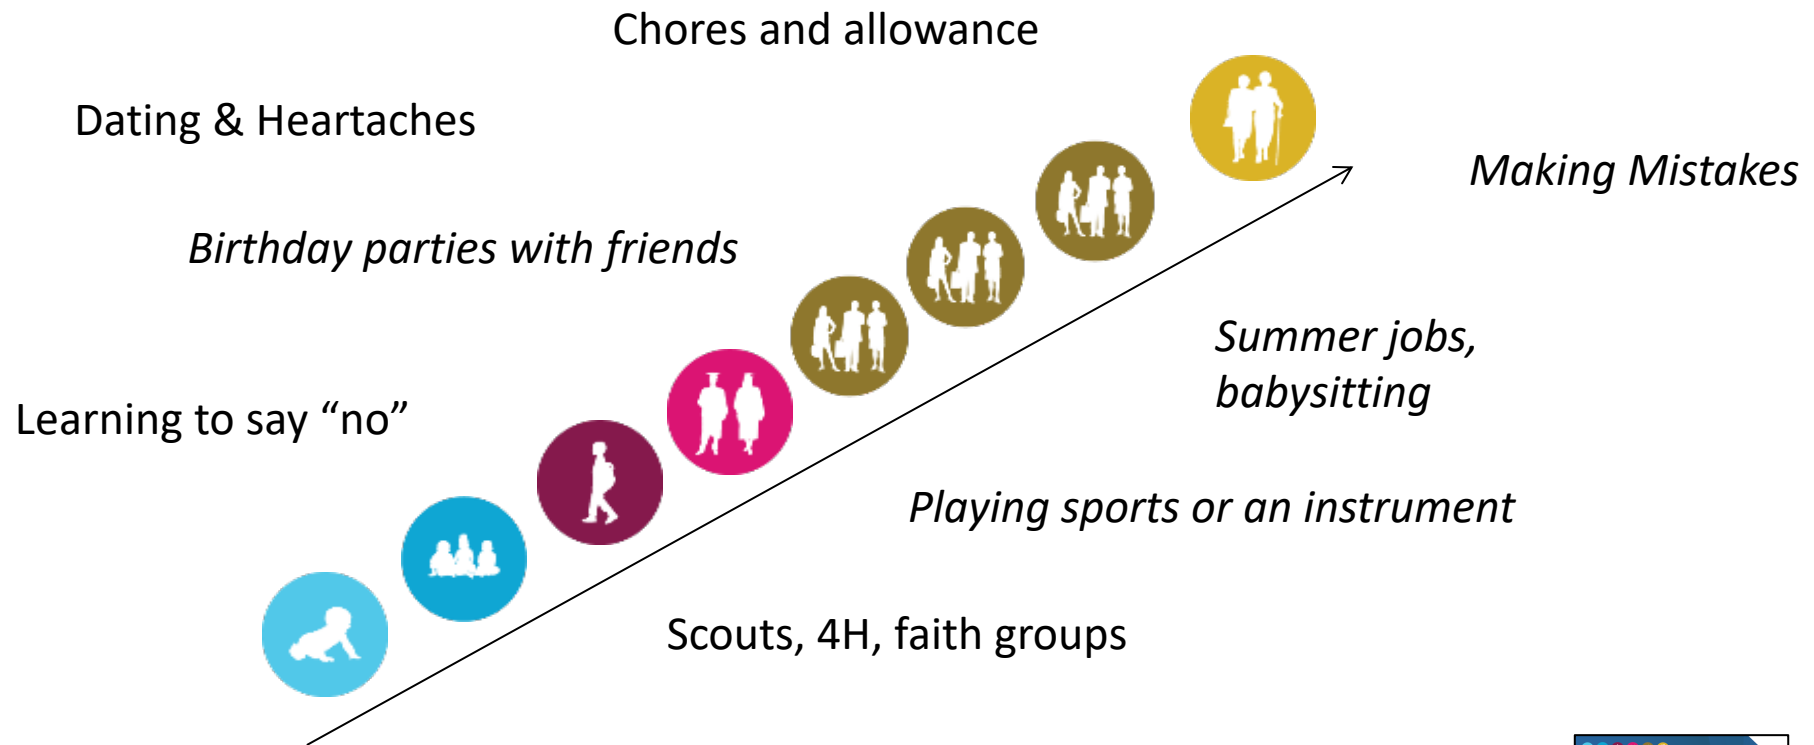 Chores and allowance
Dating & Heartaches
Making Mistakes
Birthday parties with friends
Summer jobs,
babysitting
Learning to say “no”
Playing sports or an instrument
Scouts, 4H, faith groups